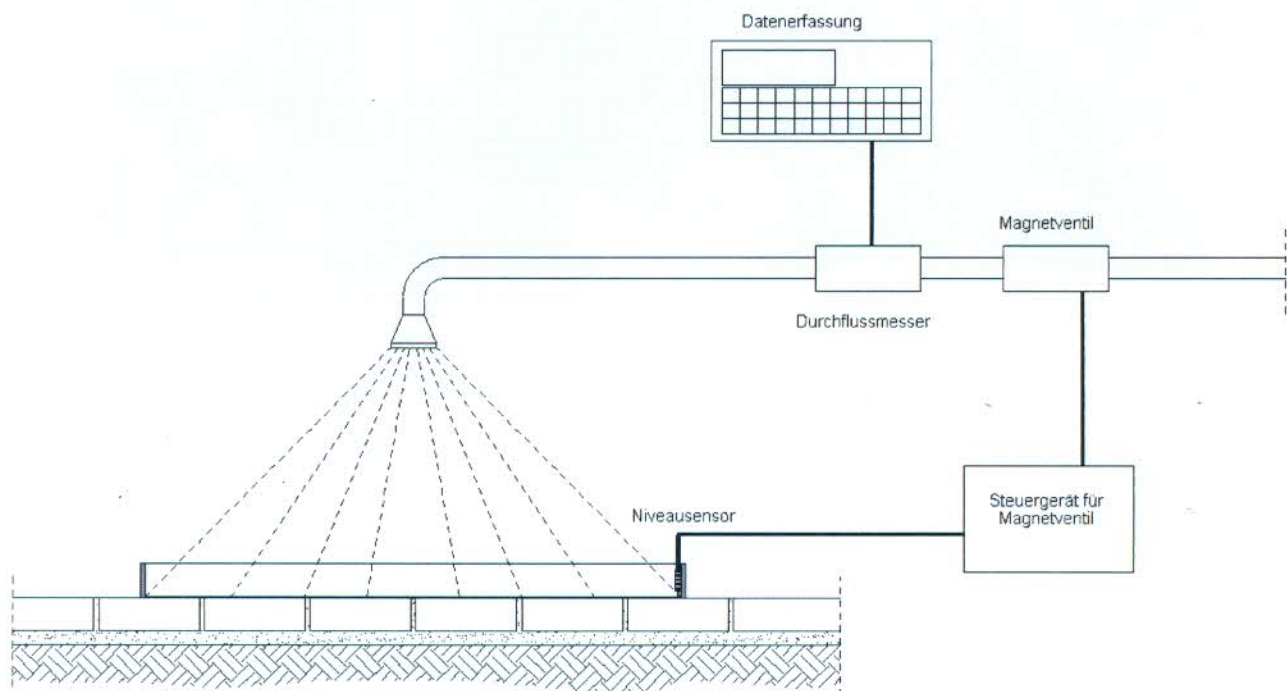 Datenerfassung
Magnetventil
Durchflussmesser
Niveausensor
Steuergerät für
Magnetventil